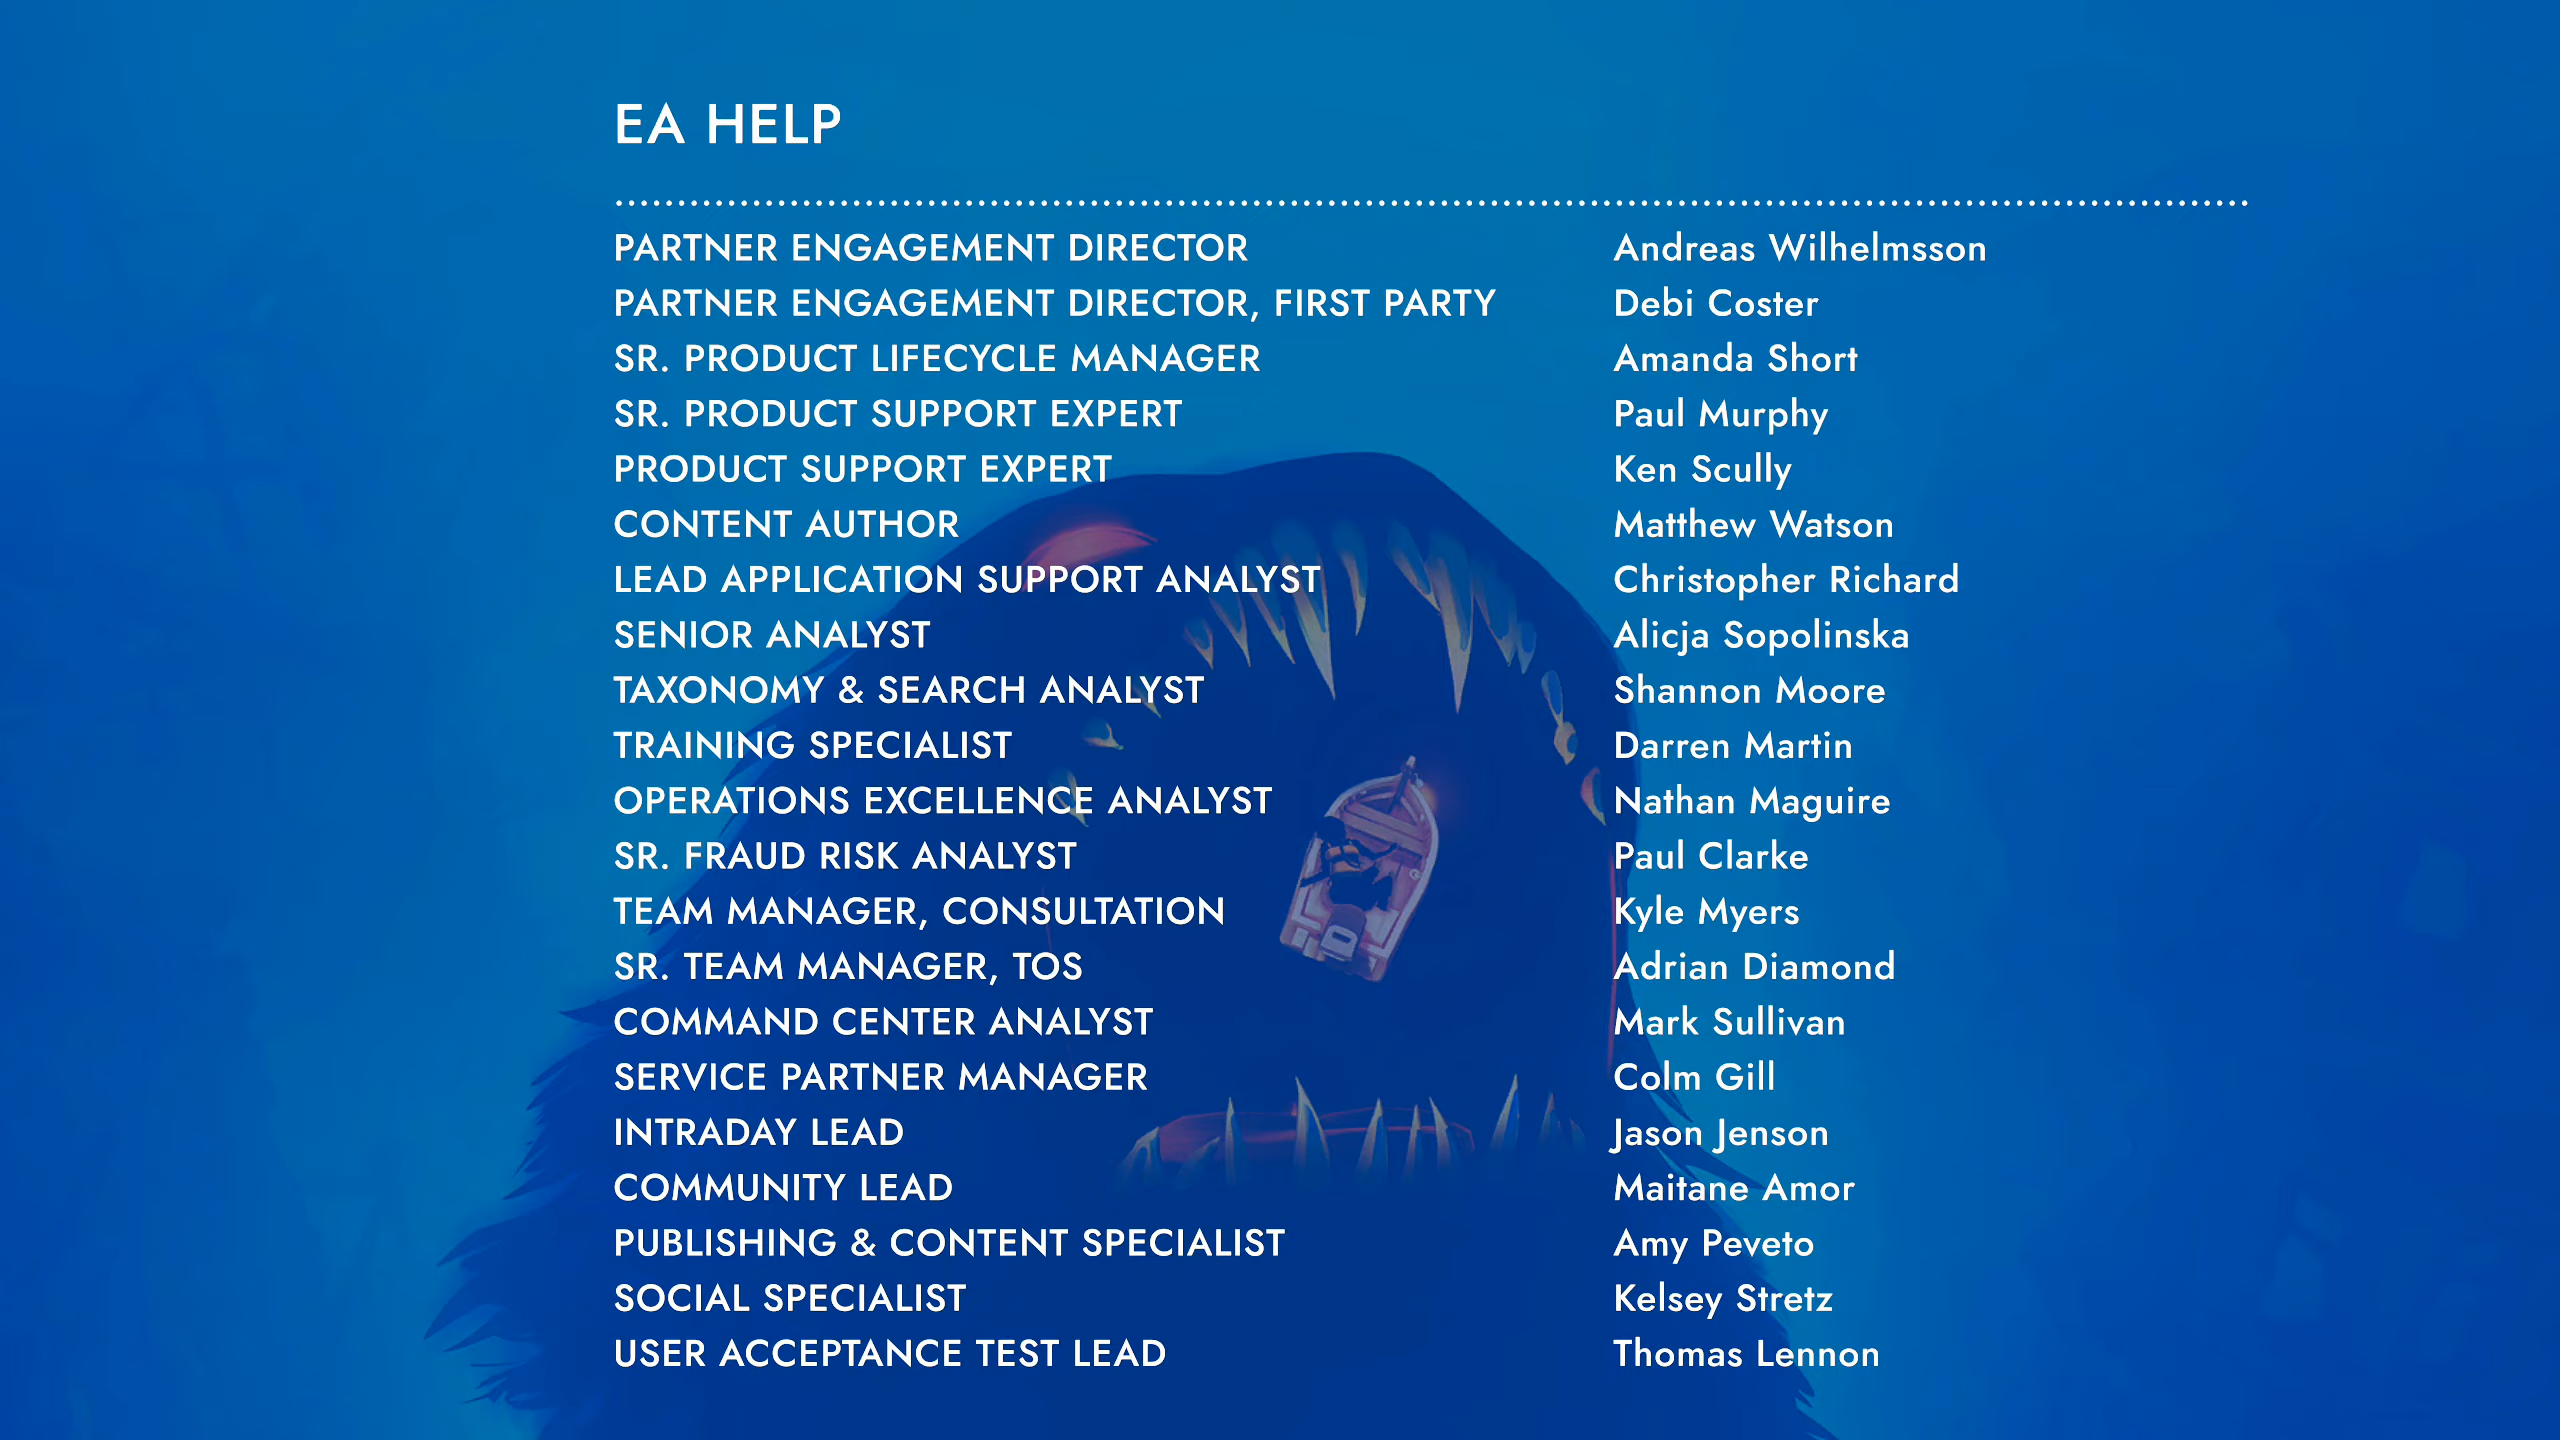 EA HELP
PARTNER ENGAGEMENT DIRECTOR Andreas Wilhelmsson
PARTNER ENGAGEMENT DIRECTOR, FIRST PARTY Debi Coster
SR. PRODUCT LIFECYCLE MANAGER Amanda Short
SR. PRODUCT SUPPORT EXPERT Paul Murphy
PRODUCT SUPPORT EXPERT Ken Scully
CONTENT AUTHOR Matthew Watson
LEAD APPLICATION SUPPORT ANALYST Christopher Richard
SENIOR ANALYST Alicja Sopolinska
TAXONOMY & SEARCH ANALYST Shannon Moore
TRAINING SPECIALIST Darren Martin
OPERATIONS EXCELLENCE ANALYST Nathan Maguire
SR. FRAUD RISK ANALYST Paul Clarke
TEAM MANAGER, CONSULTATION Kyle Myers
SR. TEAM MANAGER, TOS Adrian Diamond
COMMAND CENTER ANALYST Mark Sullivan
SERVICE PARTNER MANAGER Colm Gill
INTRADAY LEAD Jason Jenson
COMMUNITY LEAD Maitane Amor
PUBLISHING & CONTENT SPECIALIST Amy Peveto
SOCIAL SPECIALIST Kelsey Stretz
USER ACCEPTANCE TEST LEAD Thomas Lennon